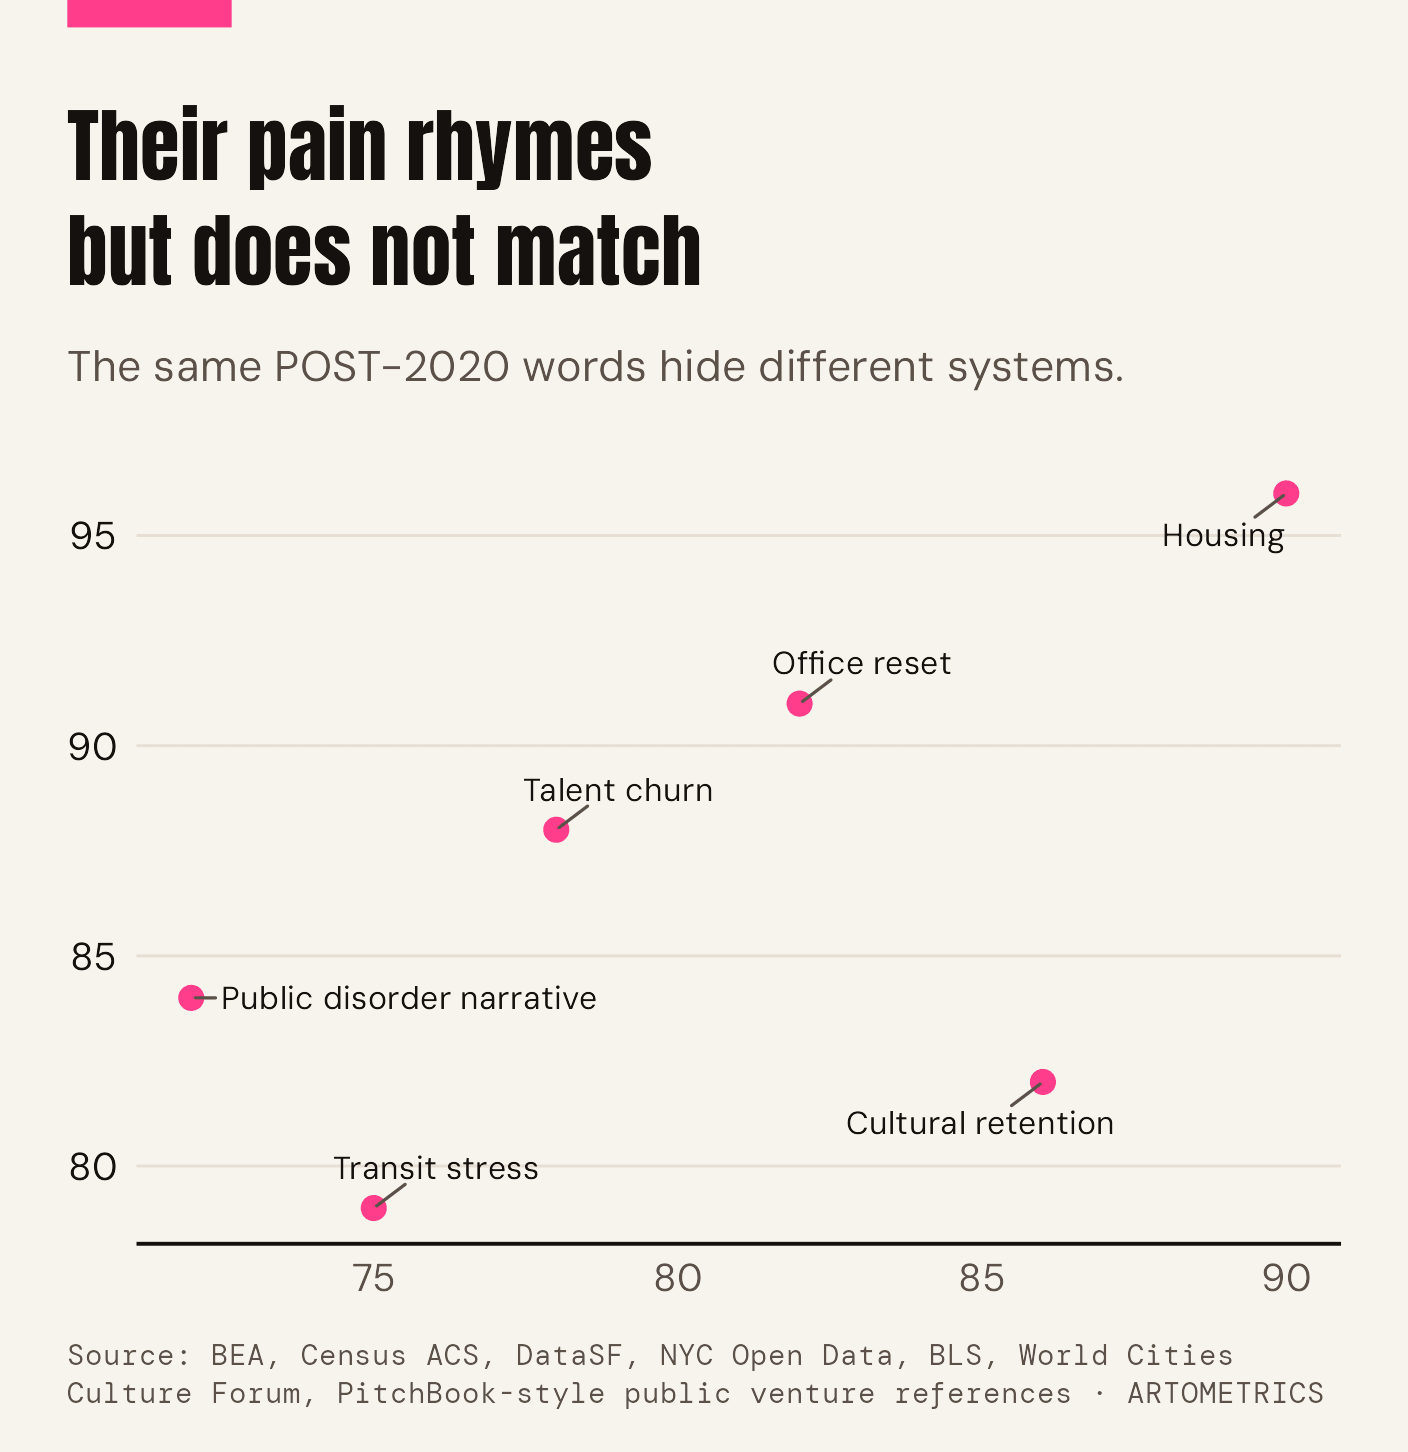 Their pain rhymes
but does not match
The same POST-2020 words hide different systems.
95
Housing
Office reset
90
Talent churn
85
Public disorder narrative
Cultural retention
80
Transit stress
75 80 85 90
Source: BEA, Census ACS, DataSF, NYC Open Data, BLS, World Cities
Culture Forum, PitchBook-style public venture references · ARTOMETRICS